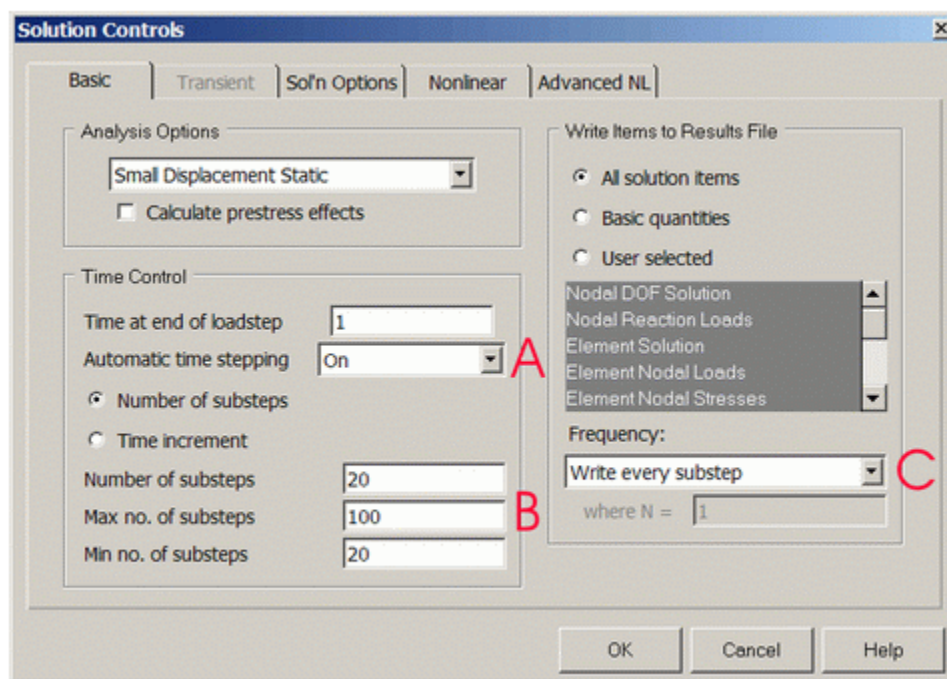 Solution Controls
Basic
Transient
Sol'n Options
Nonlinear
Advanced NL
Analysis Options
Small Displacement Static
Calculate prestress effects
Time Control
Time at end of loadstep 1
Automatic time stepping On A
Number of substeps
Time increment
Number of substeps 20
Max no. of substeps 100 B
Min no. of substeps 20
Write Items to Results File
All solution items
Basic quantities
User selected
Nodal DOF Solution
Nodal Reaction Loads
Element Solution
Element Nodal Loads
Element Nodal Stresses
Frequency:
Write every substep C
where N = 1
OK
Cancel
Help